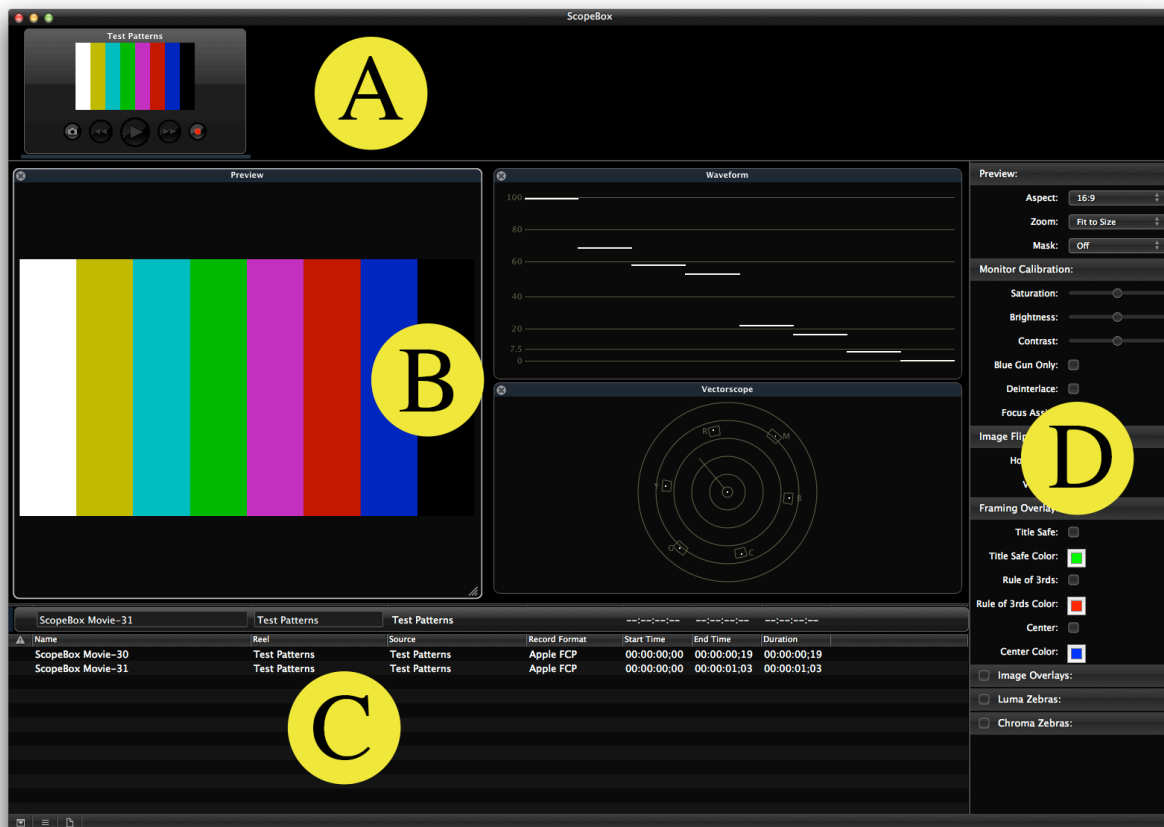 ScopeBox
Test Patterns
A
Preview
Waveform
100
80
60
40
20
7.5
0
B
Vectorscope
R
M
Y
B
G
C
Preview:
Aspect: 16:9
Zoom: Fit to Size
Mask: Off
Monitor Calibration:
Saturation:
Brightness:
Contrast:
Blue Gun Only:
Deinterlace:
Focus
Image
D
Framing
Title Safe:
Title Safe Color:
Rule of 3rds:
Rule of 3rds Color:
Center:
Center Color:
Image Overlays:
Luma Zebras:
Chroma Zebras:
ScopeBox Movie-31 Test Patterns Test Patterns --:--:--:-- --:--:--:-- --:--:--:--
Name Reel Source Record Format Start Time End Time Duration
ScopeBox Movie-30 Test Patterns Test Patterns Apple FCP 00:00:00;00 00:00:00;19 00:00:00;19
ScopeBox Movie-31 Test Patterns Test Patterns Apple FCP 00:00:00;00 00:00:01;03 00:00:01;03
C